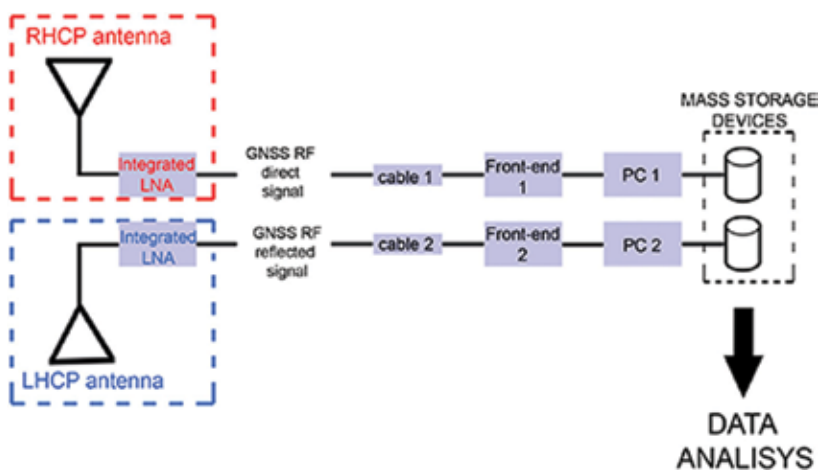 RHCP antenna
Integrated
LNA
GNSS RF
direct
signal
cable 1
Front-end
1
PC 1
MASS STORAGE
DEVICES
Integrated
LNA
GNSS RF
reflected
signal
cable 2
Front-end
2
PC 2
LHCP antenna
DATA
ANALISYS